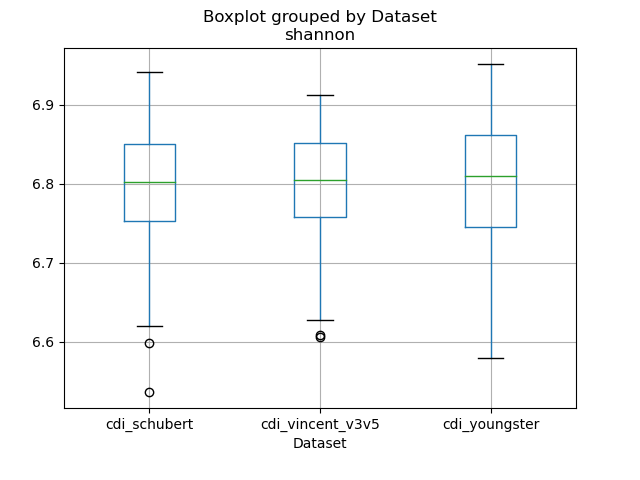 Boxplot grouped by Dataset
shannon
6.9
6.8
6.7
6.6
cdi_schubert
cdi_vincent_v3v5
cdi_youngster
Dataset